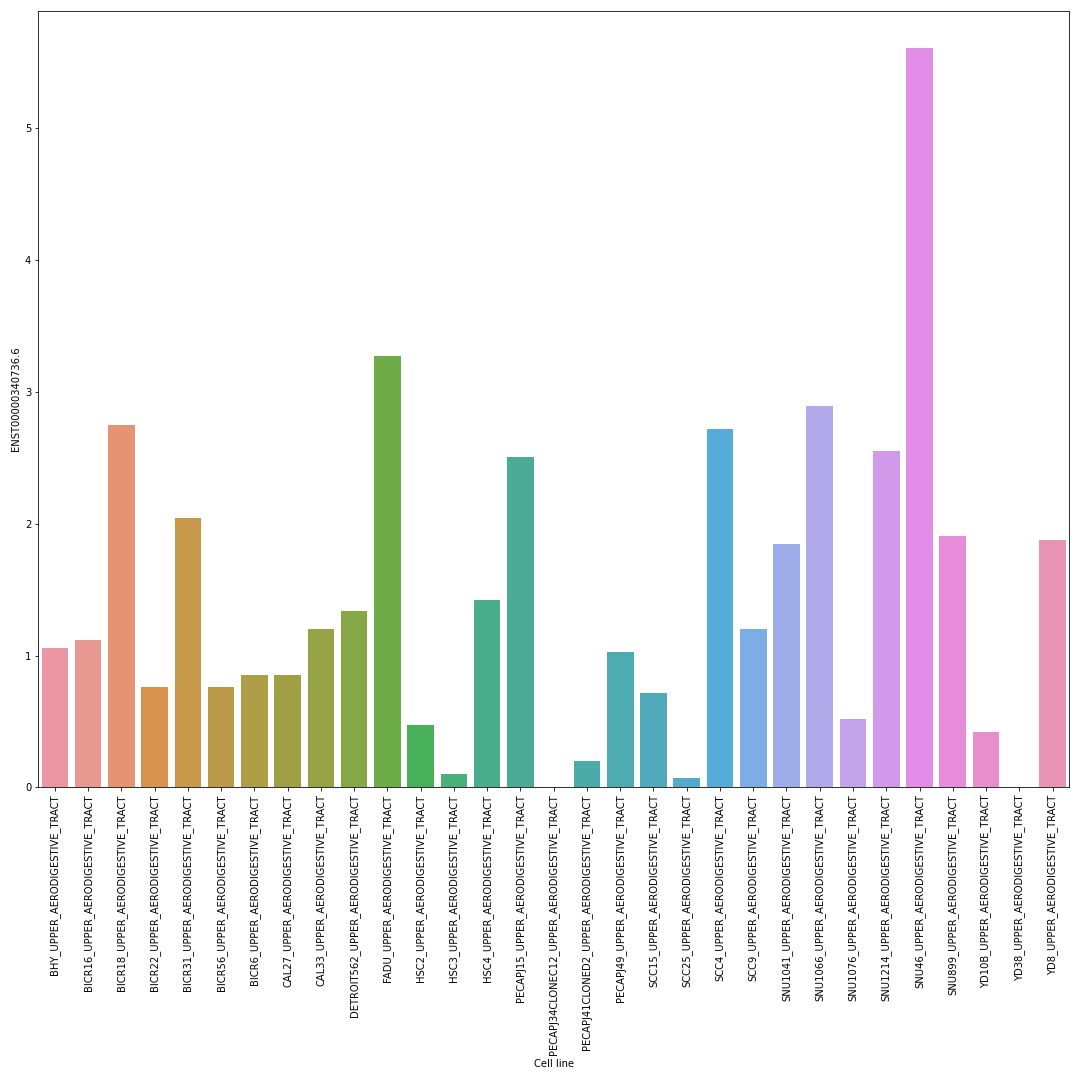 ENST00000340736.6
5
4
3
2
1
0
BHY_UPPER_AERODIGESTIVE_TRACT
BICR16_UPPER_AERODIGESTIVE_TRACT
BICR18_UPPER_AERODIGESTIVE_TRACT
BICR22_UPPER_AERODIGESTIVE_TRACT
BICR31_UPPER_AERODIGESTIVE_TRACT
BICR56_UPPER_AERODIGESTIVE_TRACT
BICR6_UPPER_AERODIGESTIVE_TRACT
CAL27_UPPER_AERODIGESTIVE_TRACT
CAL33_UPPER_AERODIGESTIVE_TRACT
DETROIT562_UPPER_AERODIGESTIVE_TRACT
FADU_UPPER_AERODIGESTIVE_TRACT
HSC2_UPPER_AERODIGESTIVE_TRACT
HSC3_UPPER_AERODIGESTIVE_TRACT
HSC4_UPPER_AERODIGESTIVE_TRACT
PECAPJ15_UPPER_AERODIGESTIVE_TRACT
PECAPJ34CLONEC12_UPPER_AERODIGESTIVE_TRACT
PECAPJ41CLONED2_UPPER_AERODIGESTIVE_TRACT
PECAPJ49_UPPER_AERODIGESTIVE_TRACT
SCC15_UPPER_AERODIGESTIVE_TRACT
SCC25_UPPER_AERODIGESTIVE_TRACT
SCC4_UPPER_AERODIGESTIVE_TRACT
SCC9_UPPER_AERODIGESTIVE_TRACT
SNU1041_UPPER_AERODIGESTIVE_TRACT
SNU1066_UPPER_AERODIGESTIVE_TRACT
SNU1076_UPPER_AERODIGESTIVE_TRACT
SNU1214_UPPER_AERODIGESTIVE_TRACT
SNU46_UPPER_AERODIGESTIVE_TRACT
SNU899_UPPER_AERODIGESTIVE_TRACT
YD10B_UPPER_AERODIGESTIVE_TRACT
YD38_UPPER_AERODIGESTIVE_TRACT
YD8_UPPER_AERODIGESTIVE_TRACT
Cell line